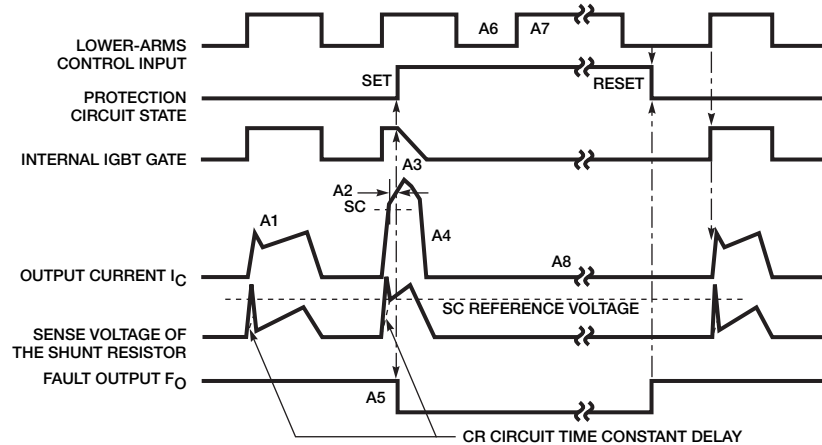 LOWER-ARMS
CONTROL INPUT
A6
A7
PROTECTION
CIRCUIT STATE
SET
RESET
INTERNAL IGBT GATE
A3
A2
SC
A1
A4
OUTPUT CURRENT IC
A8
SC REFERENCE VOLTAGE
SENSE VOLTAGE OF
THE SHUNT RESISTOR
FAULT OUTPUT FO
A5
CR CIRCUIT TIME CONSTANT DELAY